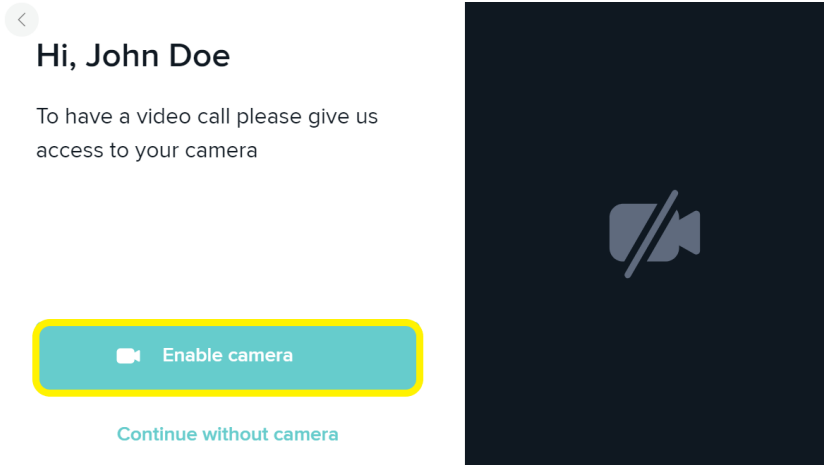 Hi, John Doe
To have a video call please give us
access to your camera
Enable camera
Continue without camera